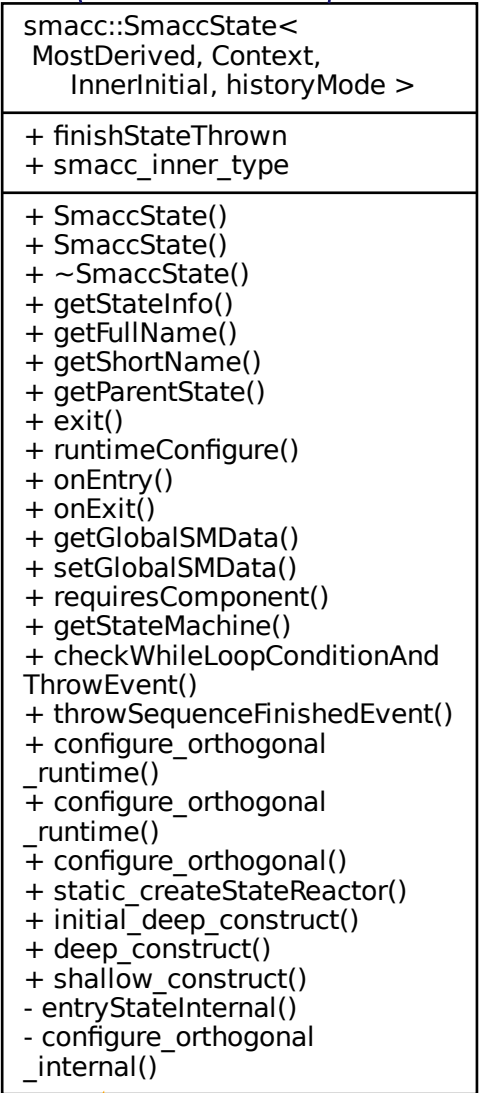 smacc::SmaccState<
MostDerived, Context,
InnerInitial, historyMode >
+ finishStateThrown
+ smacc_inner_type
+ SmaccState()
+ SmaccState()
+ ~SmaccState()
+ getStateInfo()
+ getFullName()
+ getShortName()
+ getParentState()
+ exit()
+ runtimeConfigure()
+ onEntry()
+ onExit()
+ getGlobalSMData()
+ setGlobalSMData()
+ requiresComponent()
+ getStateMachine()
+ checkWhileLoopConditionAnd
ThrowEvent()
+ throwSequenceFinishedEvent()
+ configure_orthogonal
_runtime()
+ configure_orthogonal
_runtime()
+ configure_orthogonal()
+ static_createStateReactor()
+ initial_deep_construct()
+ deep_construct()
+ shallow_construct()
- entryStateInternal()
- configure_orthogonal
_internal()